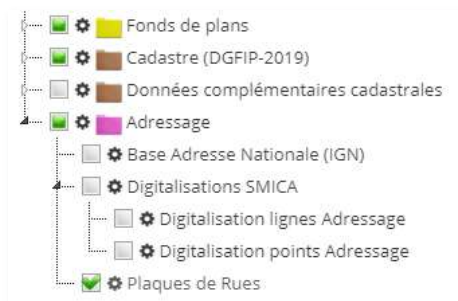 Fonds de plans
Cadastre (DGFIP-2019)
Données complémentaires cadastrales
Adressage
Base Adresse Nationale (IGN)
Digitalisations SMICA
Digitalisation lignes Adressage
Digitalisation points Adressage
Plaques de Rues